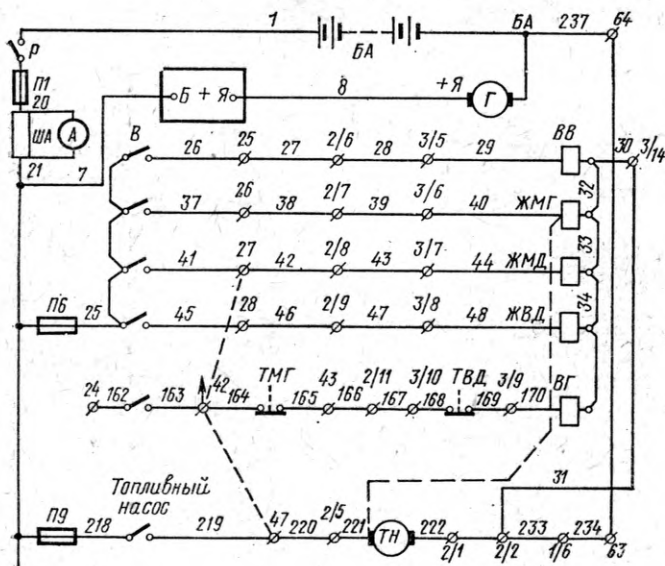 1 БА БА 237 64
Р П1 20 ША А 21 7
Б + Я 8 +Я Г
В 26 25 27 2/6 28 3/5 29 ВВ 30 3/14
37 26 38 2/7 39 3/6 40 ЖМГ 32
41 27 42 2/8 43 3/7 44 ЖМД 33
П6 25 45 28 46 2/9 47 3/8 48 ЖВД 34
24 162 163 42 164 ТМГ 165 43 166 2/11 167 3/10 168 ТВД 169 3/9 170 ВГ
31
Топливный
насос
П9 218 219 47 220 2/5 221 ТН 222 2/1 2/2 233 1/6 234 63